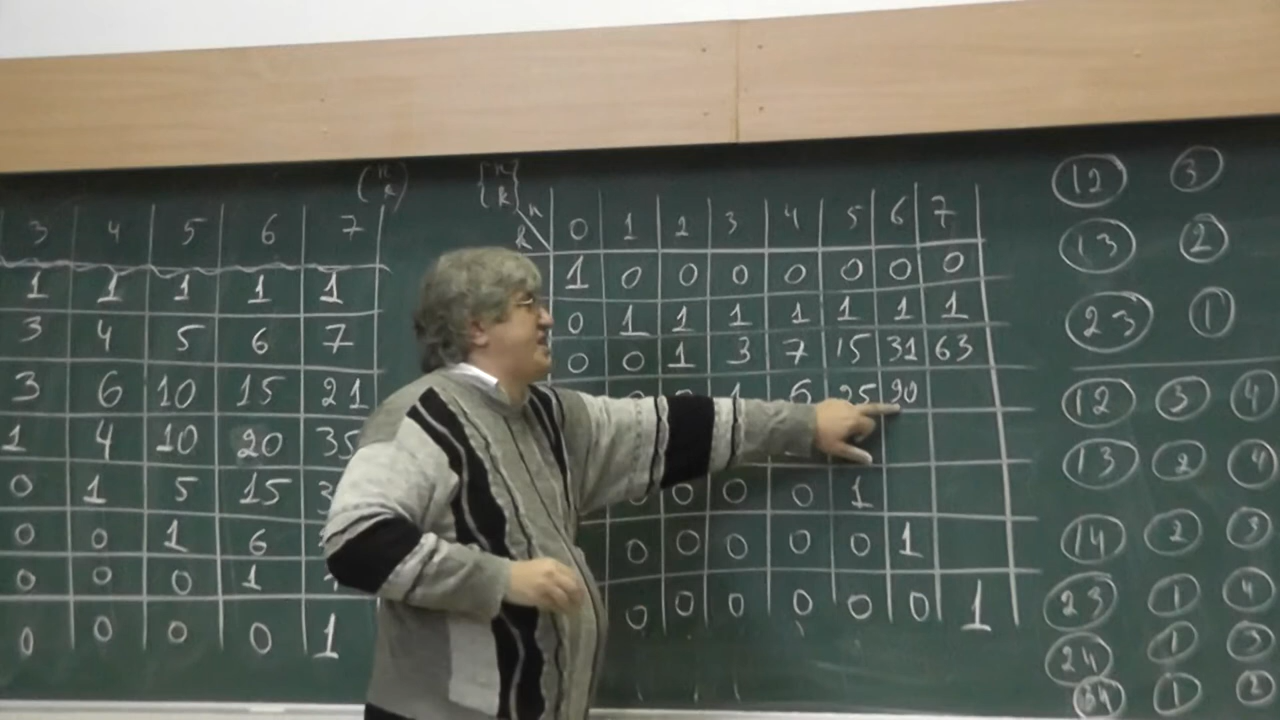 (n k)
3 4 5 6 7
1 1 1 1 1
3 4 5 6 7
3 6 10 15 21
1 4 10 20 35
0 1 5 15 3
0 0 1 6
0 0 0 1
0 0 0 0 1
{n k}
n
k
0 1 2 3 4 5 6 7
1 0 0 0 0 0 0 0
0 1 1 1 1 1 1 1
0 0 1 3 7 15 31 63
0 0 1 6 25 90
0 0 0 0 1
0 0 0 0 0 1
0 0 0 0 0 0 1
12 3
13 2
23 1
12 3 4
13 2 4
14 2 3
23 1 4
24 1 3
34 1 2